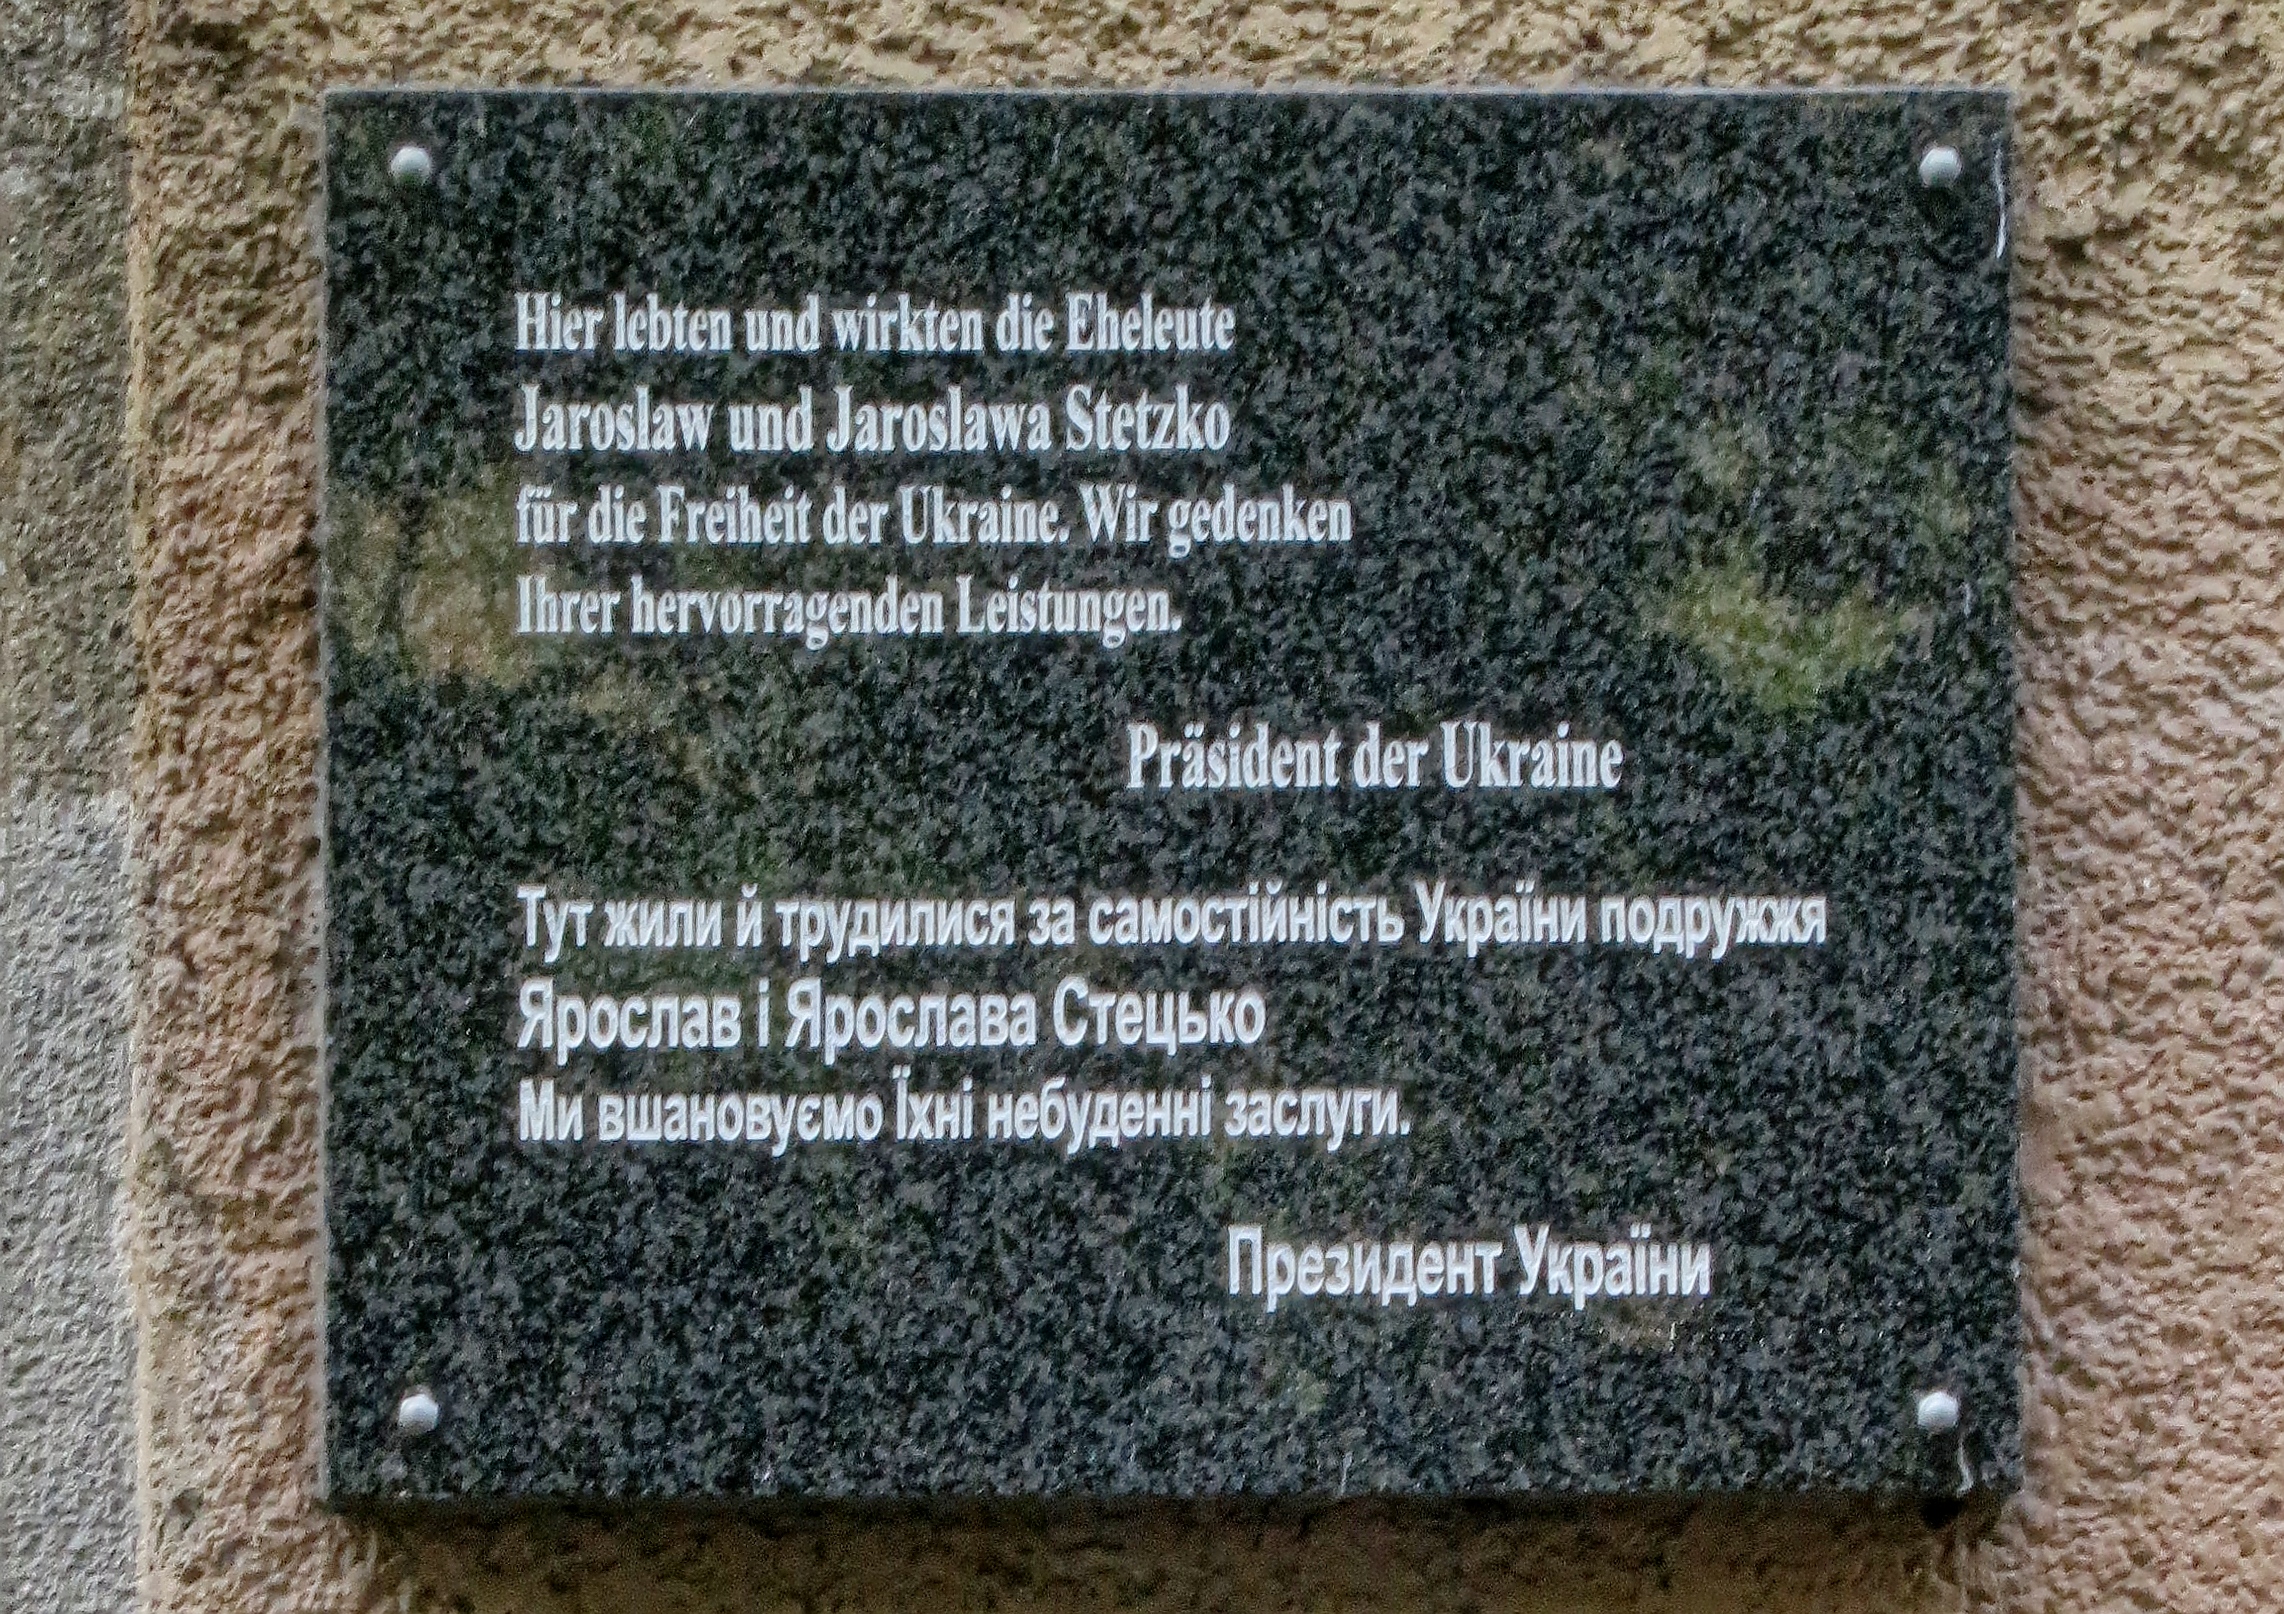 Hier lebten und wirkten die Eheleute
Jaroslaw und Jaroslawa Stetzko
für die Freiheit der Ukraine. Wir gedenken
Ihrer hervorragenden Leistungen.
Präsident der Ukraine
Тут жили й трудилися за самостійність України подружжя
Ярослав і Ярослава Стецько
Ми вшановуємо Їхні небуденні заслуги.
Президент України